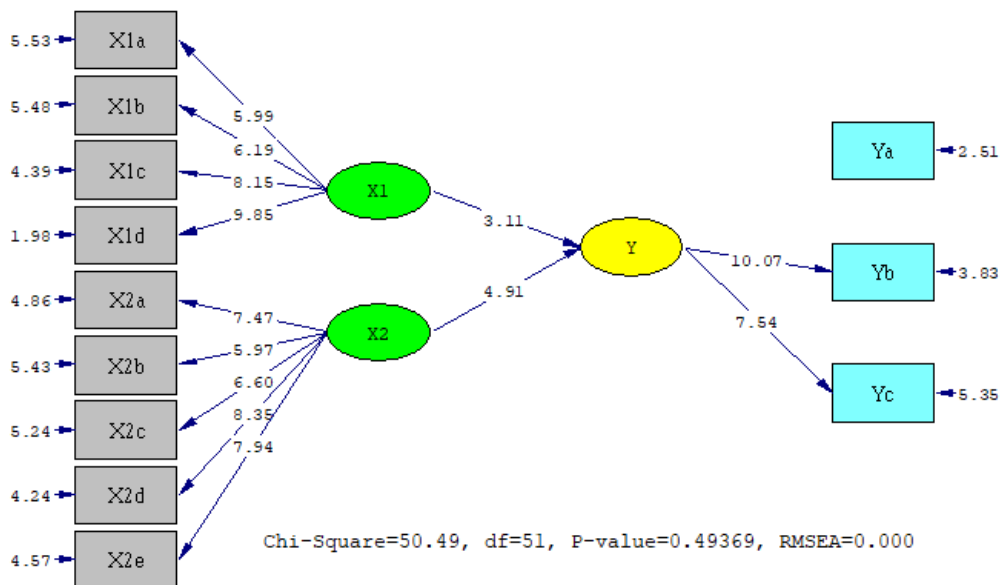 5.53 X1a
5.48 X1b
4.39 X1c
1.98 X1d
4.86 X2a
5.43 X2b
5.24 X2c
4.24 X2d
4.57 X2e
5.99
6.19
8.15
9.85
7.47
5.97
6.60
8.35
7.94
X1
X2
3.11
4.91
Y
10.07
7.54
Ya 2.51
Yb 3.83
Yc 5.35
Chi-Square=50.49, df=51, P-value=0.49369, RMSEA=0.000